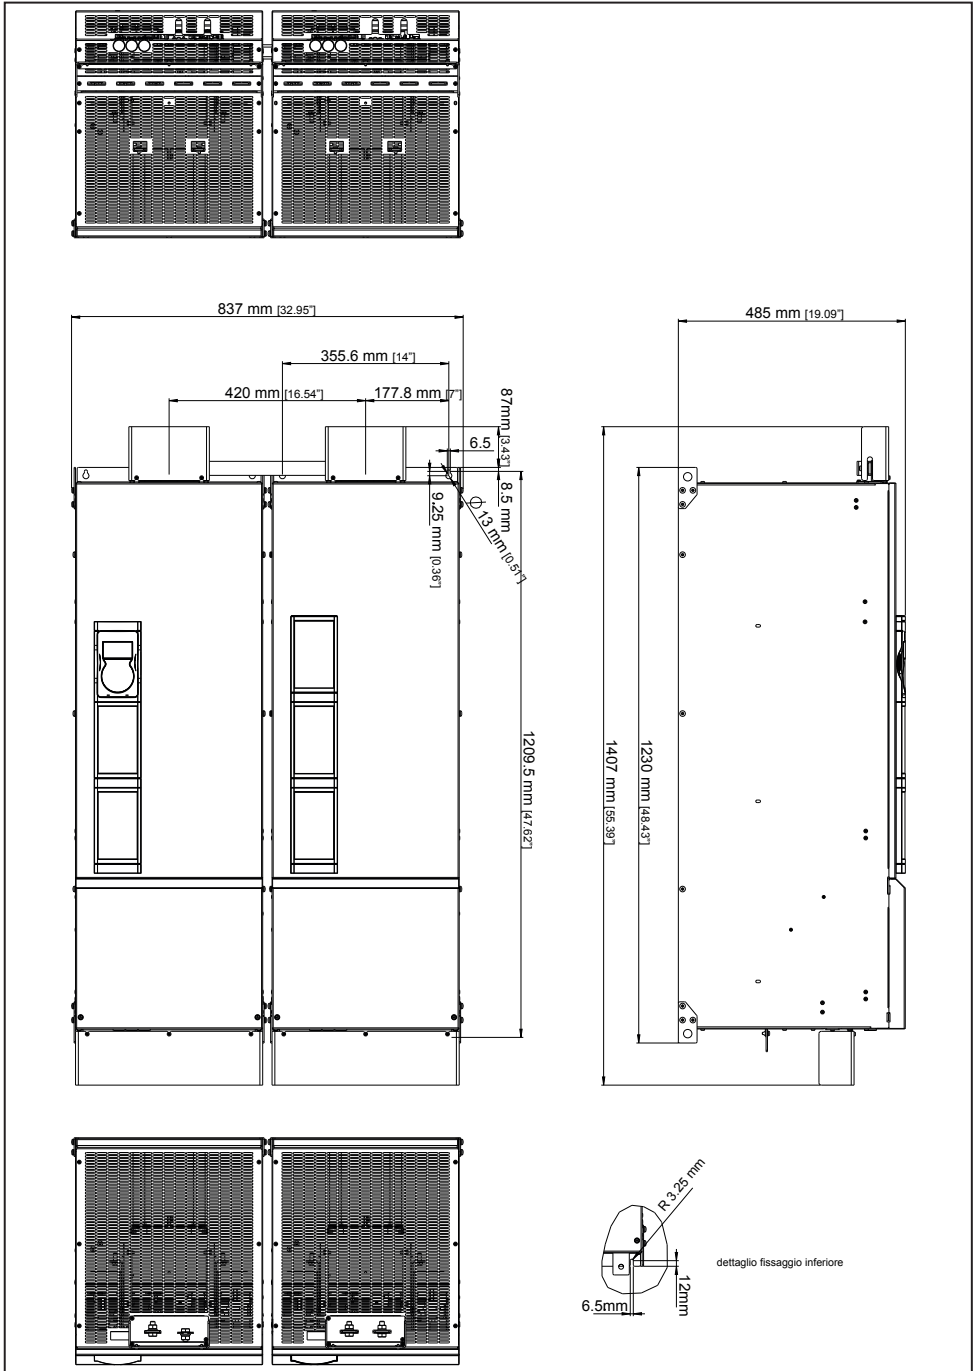 837 mm [32.95"]
485 mm [19.09"]
355.6 mm [14"]
420 mm [16.54"]
177.8 mm [7"]
87mm [3.43"]
6.5
8.5 mm
9.25 mm [0.36"]
13 mm [0.51"]
1209.5 mm [47.62"]
1407 mm [55.39"]
1230 mm [48.43"]
R 3.25 mm
dettaglio fissaggio inferiore
12mm
6.5mm